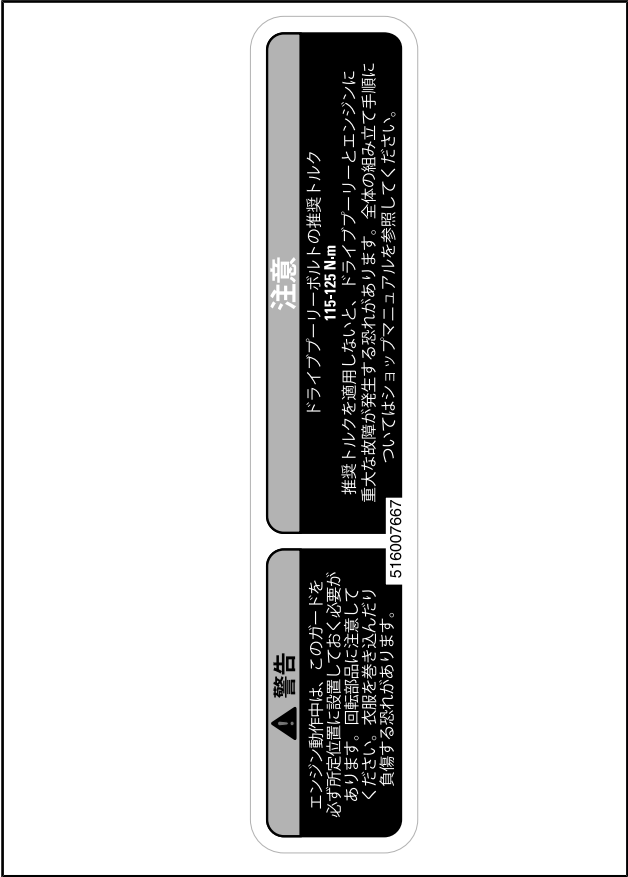 警告
エンジン動作中は、このガードを
必ず所定位置に設置しておく必要が
あります。回転部品に注意して
ください。衣服を巻き込んだり
負傷する恐れがあります。
注意
ドライブプーリーボルトの推奨トルク
115-125 N·m
推奨トルクを適用しないと、ドライブプーリーとエンジンに
重大な故障が発生する恐れがあります。全体の組み立て手順に
ついてはショップマニュアルを参照してください。
516007667